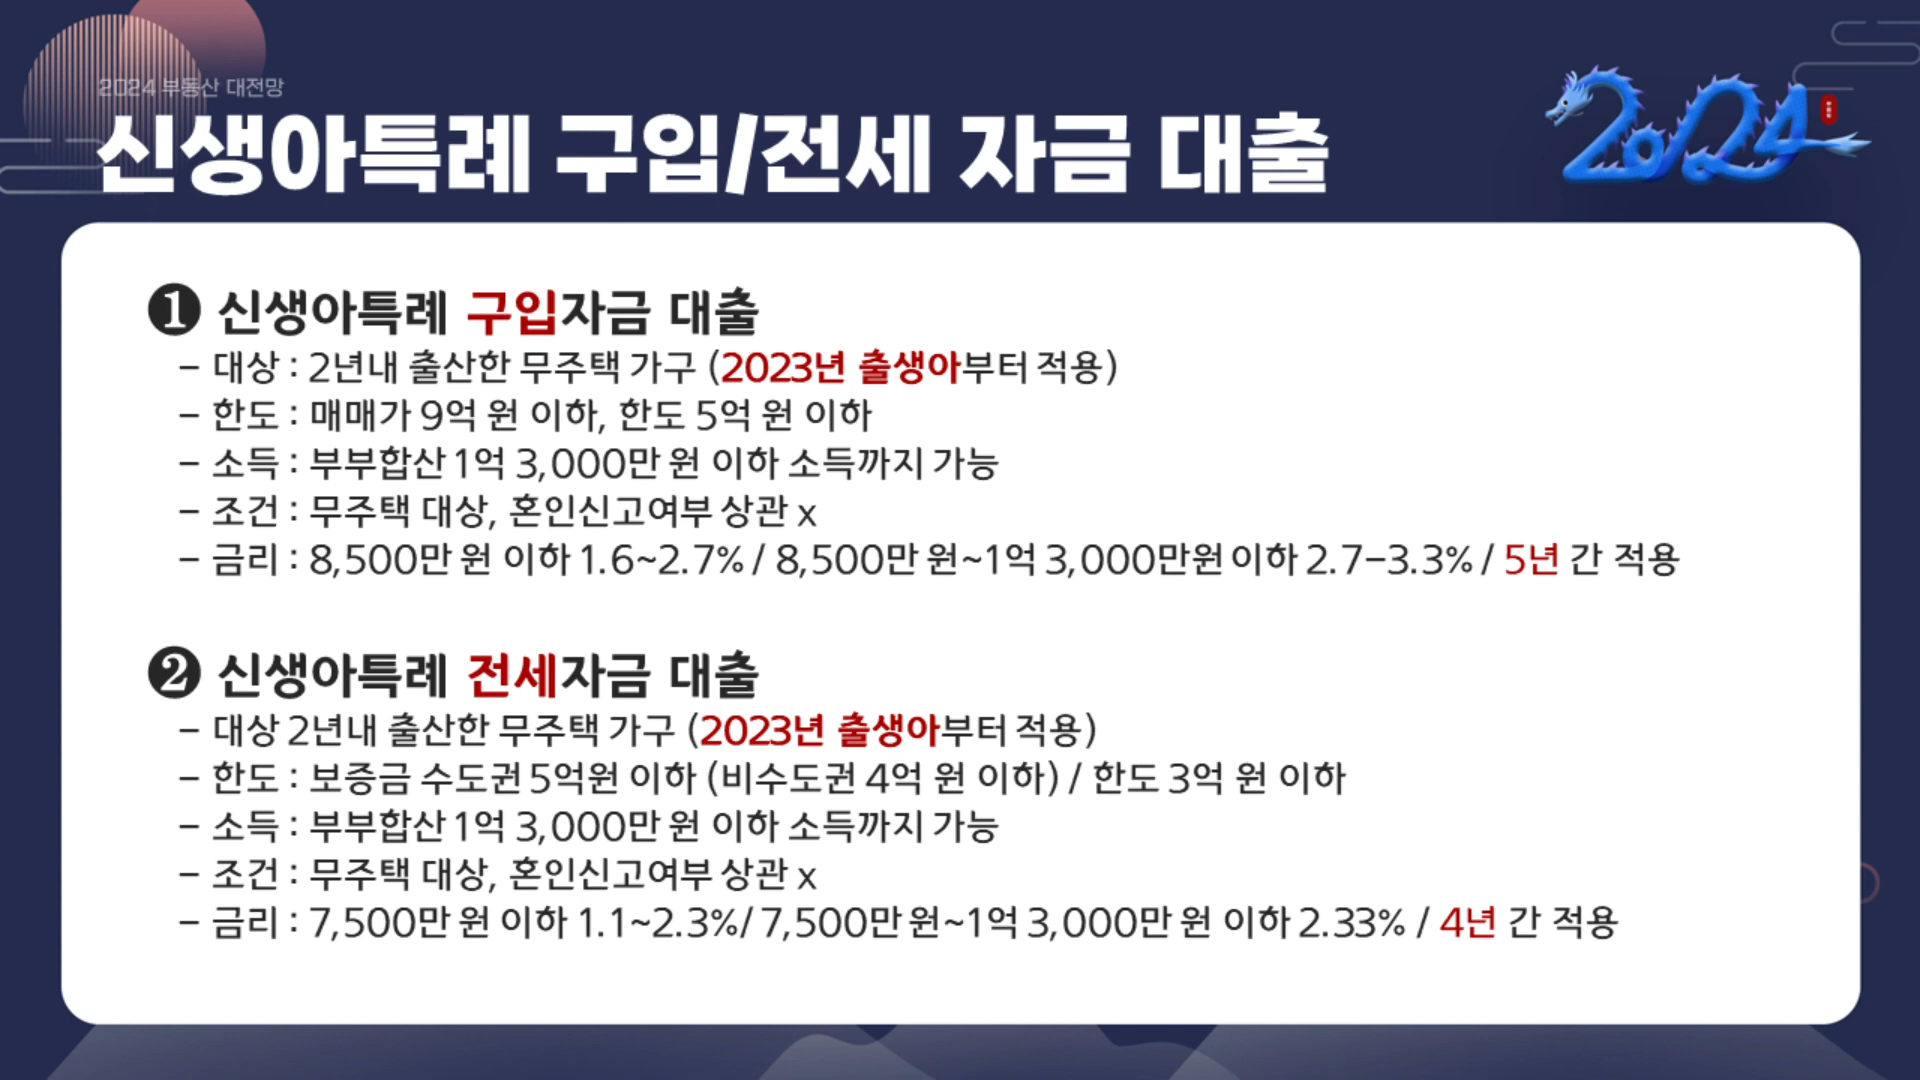 2024 부동산 대전망
신생아특례 구입/전세 자금 대출
2024
❶ 신생아특례 구입자금 대출
– 대상 : 2년내 출산한 무주택 가구 (2023년 출생아부터 적용)
– 한도 : 매매가 9억 원 이하, 한도 5억 원 이하
– 소득 : 부부합산 1억 3,000만 원 이하 소득까지 가능
– 조건 : 무주택 대상, 혼인신고여부 상관 x
– 금리 : 8,500만 원 이하 1.6~2.7% / 8,500만 원~1억 3,000만원 이하 2.7–3.3% / 5년 간 적용
❷ 신생아특례 전세자금 대출
– 대상 2년내 출산한 무주택 가구 (2023년 출생아부터 적용)
– 한도 : 보증금 수도권 5억원 이하 (비수도권 4억 원 이하) / 한도 3억 원 이하
– 소득 : 부부합산 1억 3,000만 원 이하 소득까지 가능
– 조건 : 무주택 대상, 혼인신고여부 상관 x
– 금리 : 7,500만 원 이하 1.1~2.3%/ 7,500만 원~1억 3,000만 원 이하 2.33% / 4년 간 적용